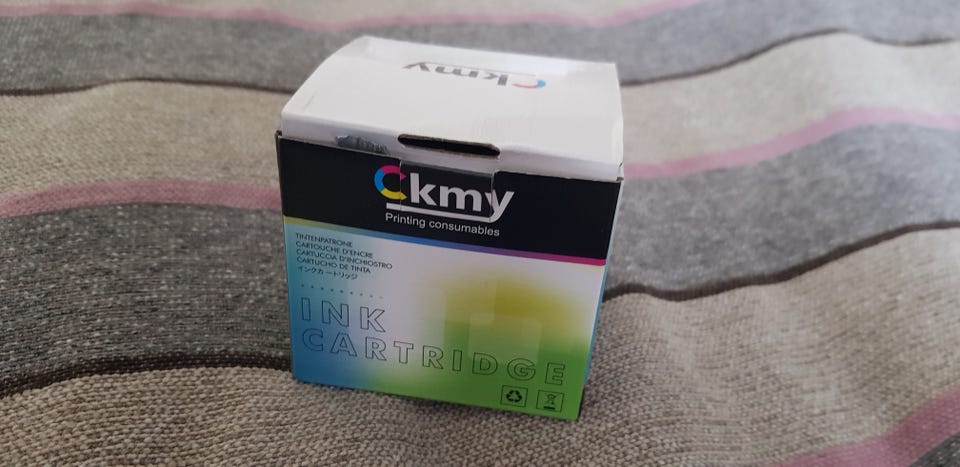 Ckmy
Ckmy
Printing consumables
TINTENPATRONE
CARTOUCHE D'ENCRE
CARTUCCIA D'INCHIOSTRO
CARTUCHO DE TINTA
インクカートリッジ
INK
CARTRIDGE